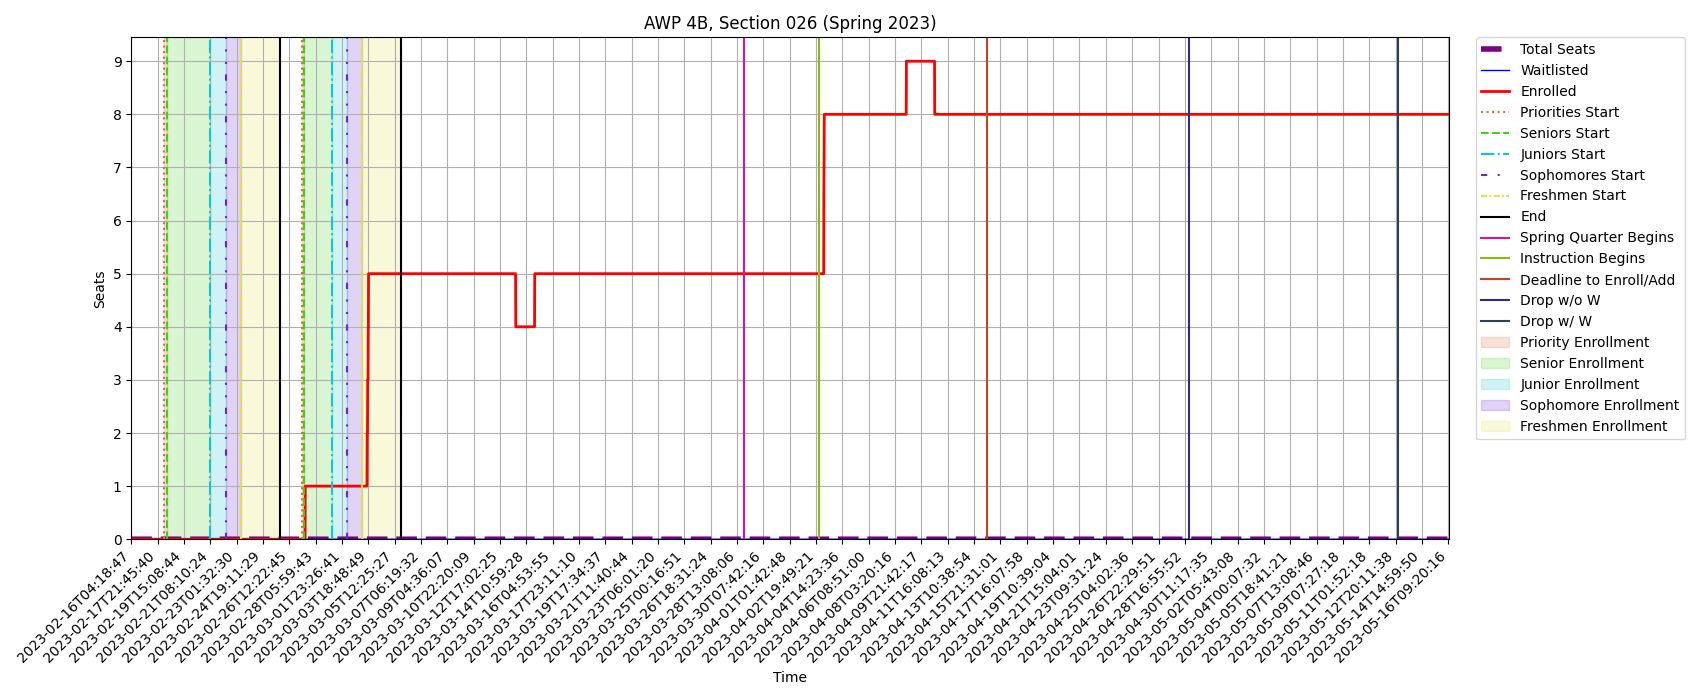 AWP 4B, Section 026 (Spring 2023)
9
8
7
6
5
4
3
2
1
0
Seats
2023-02-16T04:18:47
2023-02-17T21:45:40
2023-02-19T15:08:44
2023-02-21T08:10:24
2023-02-23T01:32:30
2023-02-24T19:11:29
2023-02-26T12:22:45
2023-02-28T05:59:43
2023-03-01T23:26:41
2023-03-03T18:48:49
2023-03-05T12:25:27
2023-03-07T06:19:32
2023-03-09T04:36:07
2023-03-10T22:20:09
2023-03-12T17:02:25
2023-03-14T10:59:28
2023-03-16T04:53:55
2023-03-17T23:11:10
2023-03-19T17:34:37
2023-03-21T11:40:44
2023-03-23T06:01:20
2023-03-25T00:16:51
2023-03-26T18:31:24
2023-03-28T13:08:06
2023-03-30T07:42:16
2023-04-01T01:42:48
2023-04-02T19:49:21
2023-04-04T14:23:36
2023-04-06T08:51:00
2023-04-08T03:20:16
2023-04-09T21:42:17
2023-04-11T16:08:13
2023-04-13T10:38:54
2023-04-15T21:31:01
2023-04-17T16:07:58
2023-04-19T10:39:04
2023-04-21T15:04:01
2023-04-23T09:31:24
2023-04-25T04:02:36
2023-04-26T22:29:51
2023-04-28T16:55:52
2023-04-30T11:17:35
2023-05-02T05:43:08
2023-05-04T00:07:32
2023-05-05T18:41:21
2023-05-07T13:08:46
2023-05-09T07:27:18
2023-05-11T01:52:18
2023-05-12T20:11:38
2023-05-14T14:59:50
2023-05-16T09:20:16
Time
Total Seats
Waitlisted
Enrolled
Priorities Start
Seniors Start
Juniors Start
Sophomores Start
Freshmen Start
End
Spring Quarter Begins
Instruction Begins
Deadline to Enroll/Add
Drop w/o W
Drop w/ W
Priority Enrollment
Senior Enrollment
Junior Enrollment
Sophomore Enrollment
Freshmen Enrollment